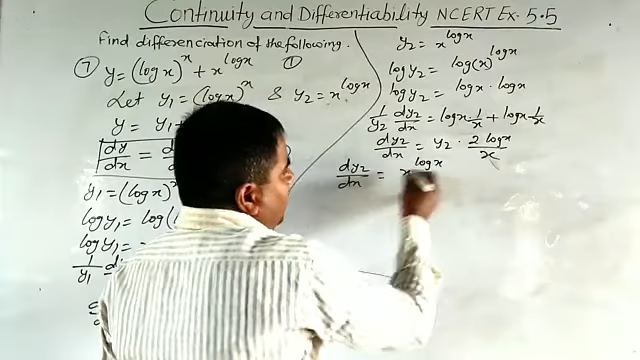 Continuity and Differentiability NCERT Ex. 5.5
Find differenciation of the following.
⑦ y = (log x)^x + x^(log x) ①
Let y₁ = (log x)^x & y₂ = x^(log x)
y = y₁
dy/dx = d
y₁ = (log x)
log y₁ = log(
log y₁ =
1/y₁ d
y₂ = x^(log x)
log y₂ = log(x)^(log x)
log y₂ = log x · log x
1/y₂ dy₂/dx = log x · 1/x + log x · 1/x
dy₂/dx = y₂ · 2 log x/x
dy₂/dx = x^(log x)